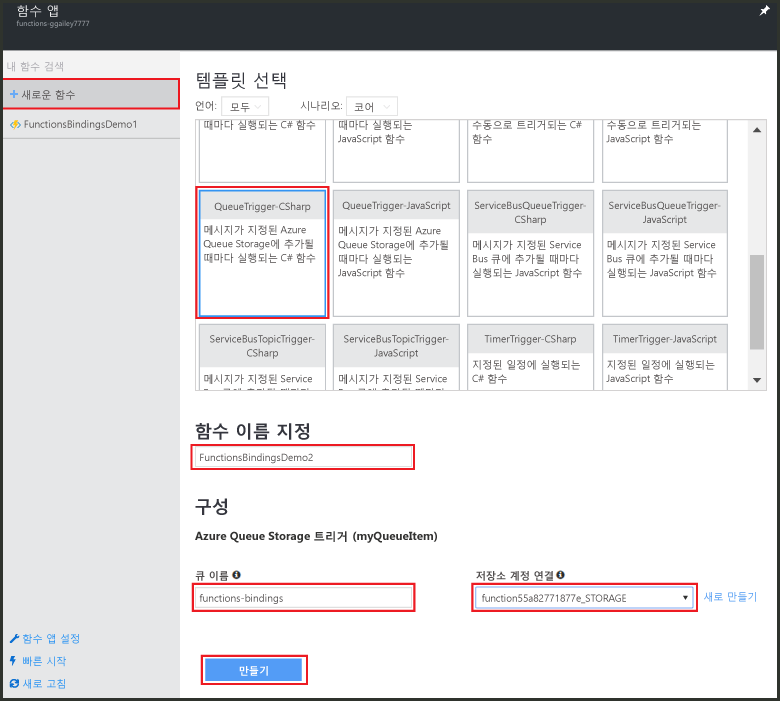 함수 앱
functions-ggailey7777
내 함수 검색
+ 새로운 함수
FunctionsBindingsDemo1
템플릿 선택
언어: 모두 시나리오: 코어
때마다 실행되는 C# 함수
때마다 실행되는
JavaScript 함수
수동으로 트리거되는 C#
함수
수동으로 트리거되는
JavaScript 함수
QueueTrigger-CSharp
메시지가 지정된 Azure
Queue Storage에 추가될
때마다 실행되는 C# 함수
QueueTrigger-JavaScript
메시지가 지정된 Azure
Queue Storage에 추가될
때마다 실행되는
JavaScript 함수
ServiceBusQueueTrigger-
CSharp
메시지가 지정된 Service
Bus 큐에 추가될 때마다
실행되는 JavaScript 함수
ServiceBusQueueTrigger-
JavaScript
메시지가 지정된 Service
Bus 큐에 추가될 때마다
실행되는 JavaScript 함수
ServiceBusTopicTrigger-
CSharp
메시지가 지정된 Service
ServiceBusTopicTrigger-
JavaScript
메시지가 지정된 Service
TimerTrigger-CSharp
지정된 일정에 실행되는
C# 함수
TimerTrigger-JavaScript
지정된 일정에 실행되는
JavaScript 함수
함수 이름 지정
FunctionsBindingsDemo2
구성
Azure Queue Storage 트리거 (myQueueItem)
큐 이름
functions-bindings
저장소 계정 연결
function55a82771877e_STORAGE
새로 만들기
만들기
함수 앱 설정
빠른 시작
새로 고침